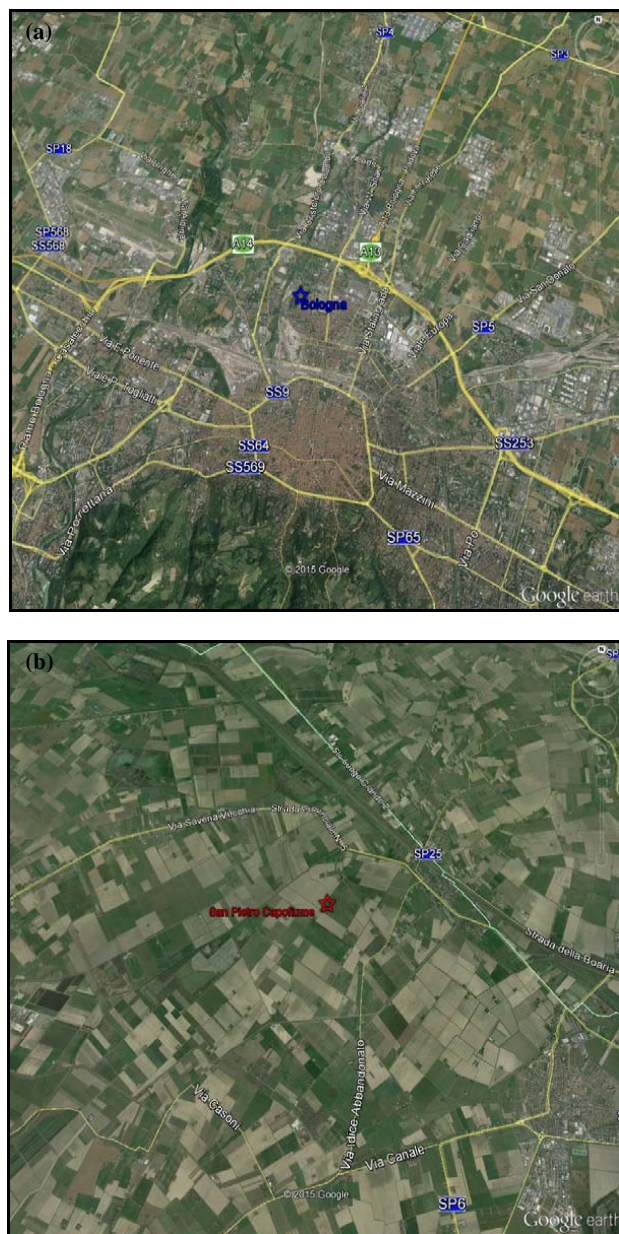 (a)
SP4
SP3
SP18
SP568
SS568
A14
A13
Bologna
Via San Donato
SP5
Viale Europa
Via Stalingrado
Via E. Ponente
Viale P. Togliatti
SS9
SS64
SS569
SS253
Via Mazzini
Via Porrettana
SP65
Via Po
© 2015 Google
Google earth
(b)
SP25
Via Savena Vecchia
San Pietro Capofiume
Strada della Boaria
Via Idice Abbandonato
Via Casoni
Via Canale
© 2015 Google
SP6
Google earth